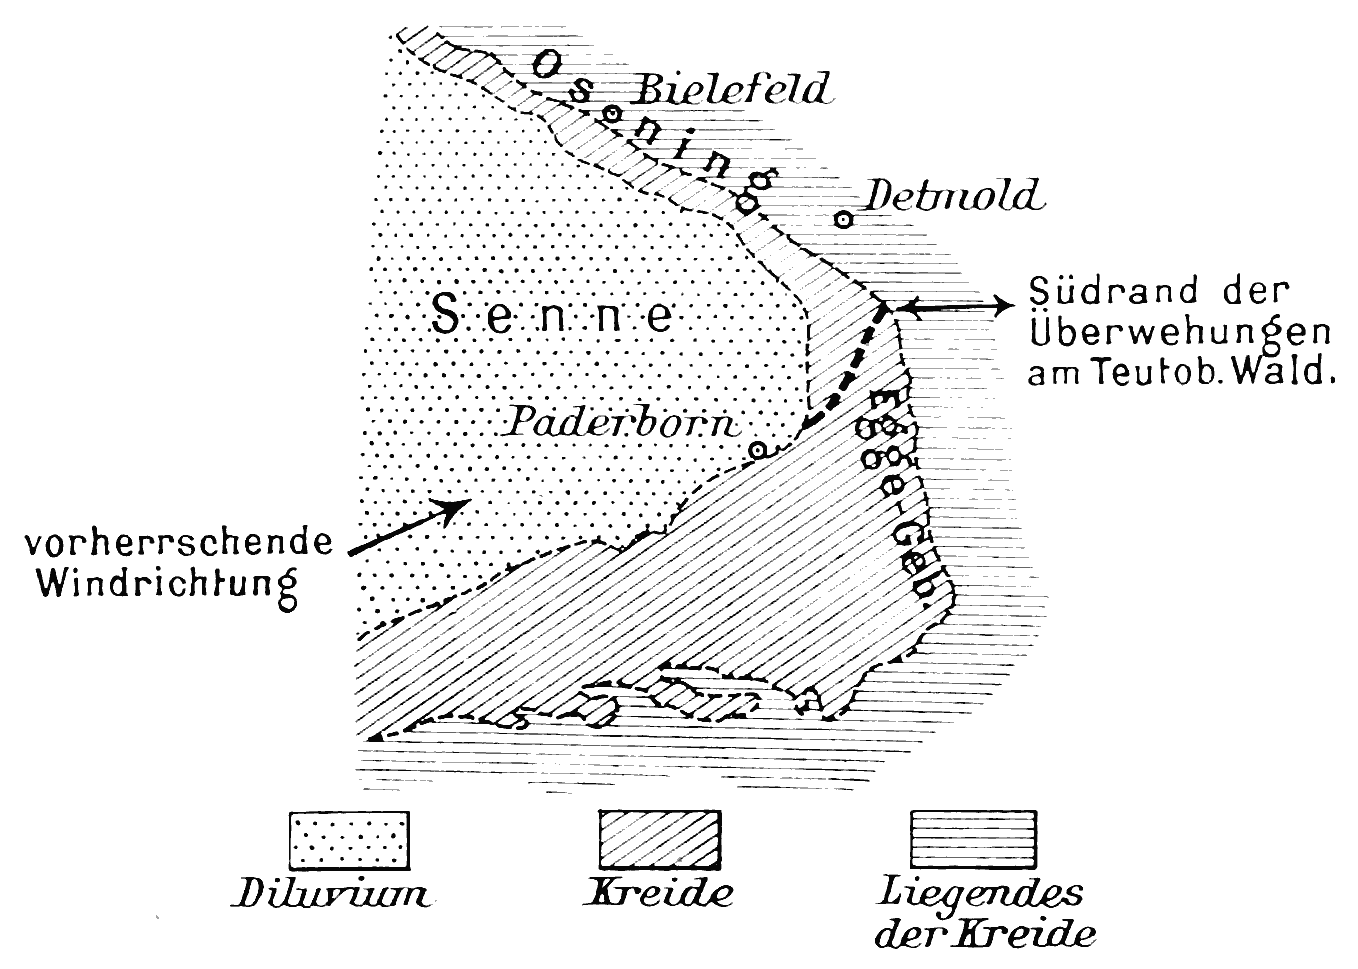 Osning
Bielefeld
Detmold
Südrand der
Überwehungen
am Teutob. Wald.
Senne
Paderborn
Egge-Geb.
vorherrschende
Windrichtung
Diluvium
Kreide
Liegendes
der Kreide